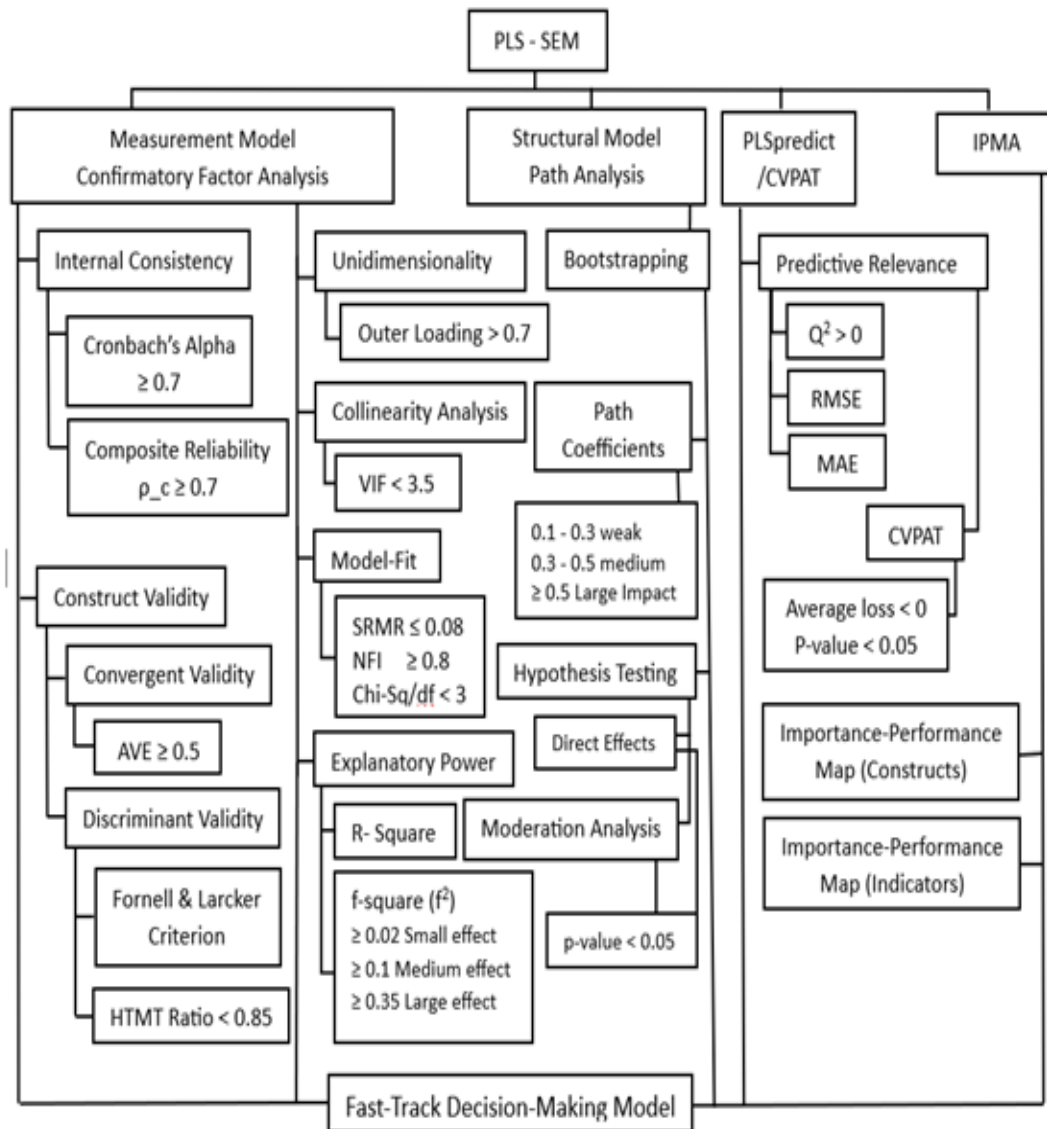 PLS - SEM
Measurement Model
Confirmatory Factor Analysis
Structural Model
Path Analysis
PLSpredict
/CVPAT
IPMA
Internal Consistency
Cronbach's Alpha
≥ 0.7
Composite Reliability
ρ_c ≥ 0.7
Construct Validity
Convergent Validity
AVE ≥ 0.5
Discriminant Validity
Fornell & Larcker
Criterion
HTMT Ratio < 0.85
Unidimensionality
Outer Loading > 0.7
Collinearity Analysis
VIF < 3.5
Model-Fit
SRMR ≤ 0.08
NFI ≥ 0.8
Chi-Sq/df < 3
Explanatory Power
R- Square
f-square (f²)
≥ 0.02 Small effect
≥ 0.1 Medium effect
≥ 0.35 Large effect
Bootstrapping
Path
Coefficients
0.1 - 0.3 weak
0.3 - 0.5 medium
≥ 0.5 Large Impact
Hypothesis Testing
Direct Effects
Moderation Analysis
p-value < 0.05
Predictive Relevance
Q² > 0
RMSE
MAE
CVPAT
Average loss < 0
P-value < 0.05
Importance-Performance
Map (Constructs)
Importance-Performance
Map (Indicators)
Fast-Track Decision-Making Model